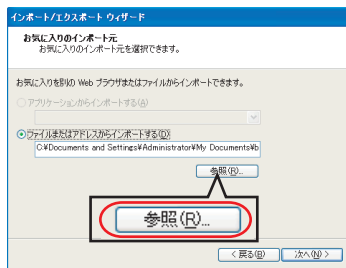 インポート/エクスポート ウィザード
お気に入りのインポート元
お気に入りのインポート元を選択できます。
お気に入りを別の Web ブラウザまたはファイルからインポートできます。
アプリケーションからインポートする(A)
ファイルまたはアドレスからインポートする(D)
C:¥Documents and Settings¥Administrator¥My Documents¥b
参照(R)...
参照(R)...
< 戻る(B)
次へ(N) >